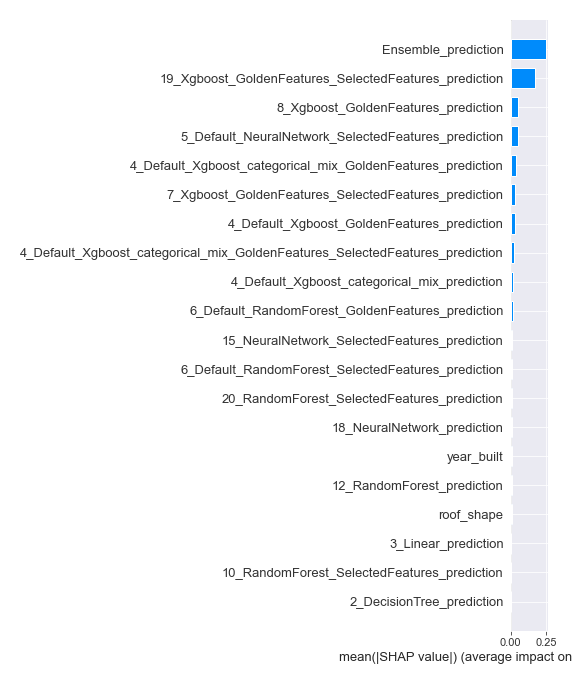 Ensemble_prediction
19_Xgboost_GoldenFeatures_SelectedFeatures_prediction
8_Xgboost_GoldenFeatures_prediction
5_Default_NeuralNetwork_SelectedFeatures_prediction
4_Default_Xgboost_categorical_mix_GoldenFeatures_prediction
7_Xgboost_GoldenFeatures_SelectedFeatures_prediction
4_Default_Xgboost_GoldenFeatures_prediction
4_Default_Xgboost_categorical_mix_GoldenFeatures_SelectedFeatures_prediction
4_Default_Xgboost_categorical_mix_prediction
6_Default_RandomForest_GoldenFeatures_prediction
15_NeuralNetwork_SelectedFeatures_prediction
6_Default_RandomForest_SelectedFeatures_prediction
20_RandomForest_SelectedFeatures_prediction
18_NeuralNetwork_prediction
year_built
12_RandomForest_prediction
roof_shape
3_Linear_prediction
10_RandomForest_SelectedFeatures_prediction
2_DecisionTree_prediction
0.00 0.25
mean(|SHAP value|) (average impact on